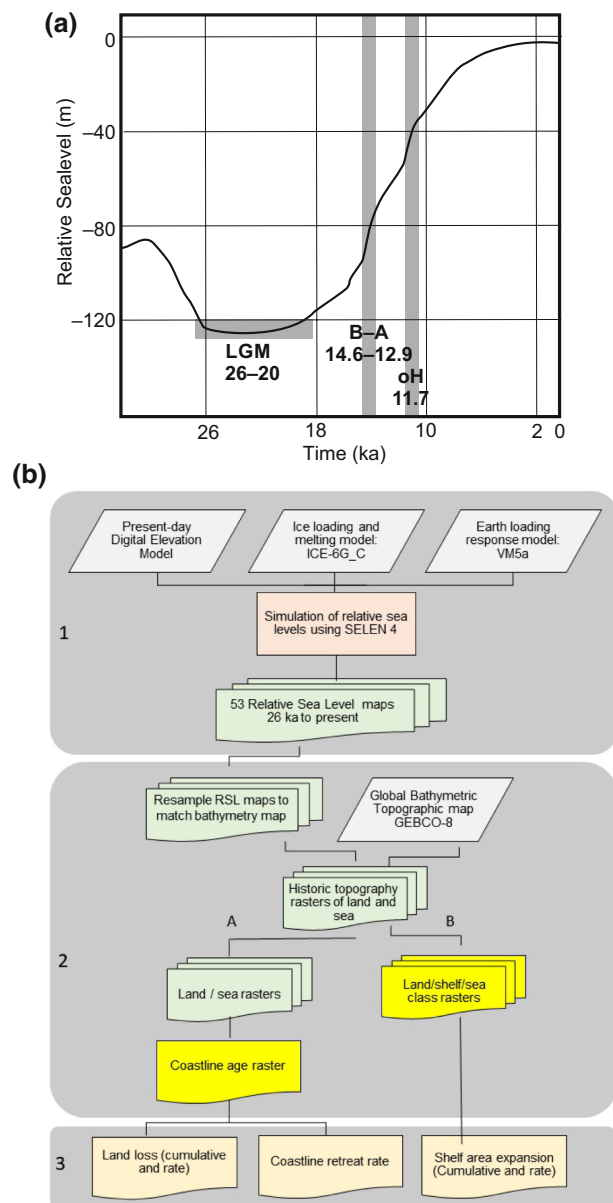 (a)
0
−40
−80
−120
Relative Sealevel (m)
LGM
26–20
B–A
14.6–12.9
oH
11.7
26
18
10
2
0
Time (ka)
(b)
1
Present-day
Digital Elevation
Model
Ice loading and
melting model:
ICE-6G_C
Earth loading
response model:
VM5a
Simulation of relative sea
levels using SELEN 4
53 Relative Sea Level maps
26 ka to present
2
Resample RSL maps to
match bathymetry map
Global Bathymetric
Topographic map
GEBCO-8
Historic topography
rasters of land and
sea
A
B
Land / sea rasters
Land/shelf/sea
class rasters
Coastline age raster
3
Land loss (cumulative
and rate)
Coastline retreat rate
Shelf area expansion
(Cumulative and rate)